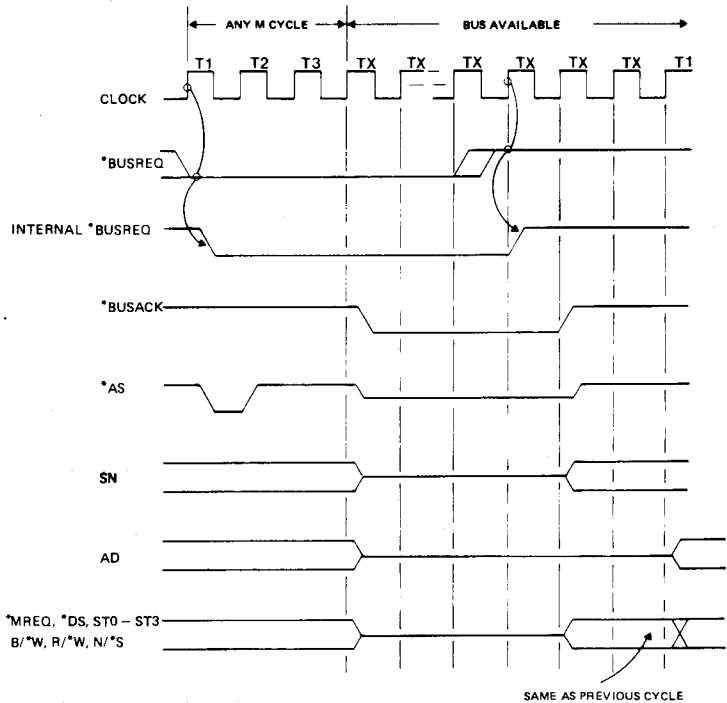 ANY M CYCLE BUS AVAILABLE
T1 T2 T3 TX TX TX TX TX TX T1
CLOCK
*BUSREQ
INTERNAL *BUSREQ
*BUSACK
*AS
SN
AD
*MREQ, *DS, ST0 – ST3
B/*W, R/*W, N/*S
SAME AS PREVIOUS CYCLE